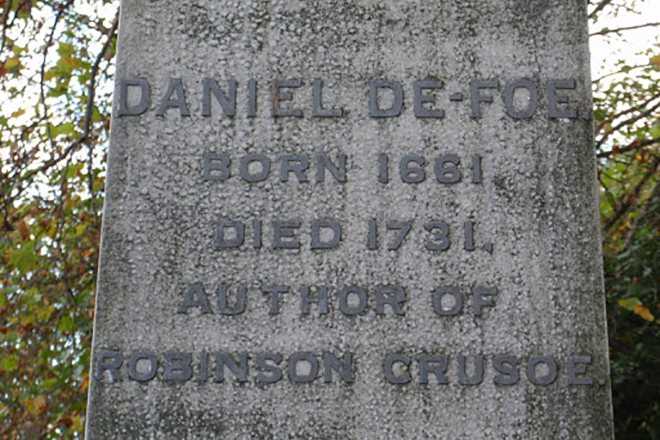 DANIEL DE-FOE.
BORN 1661
DIED 1731.
AUTHOR OF
ROBINSON CRUSOE.